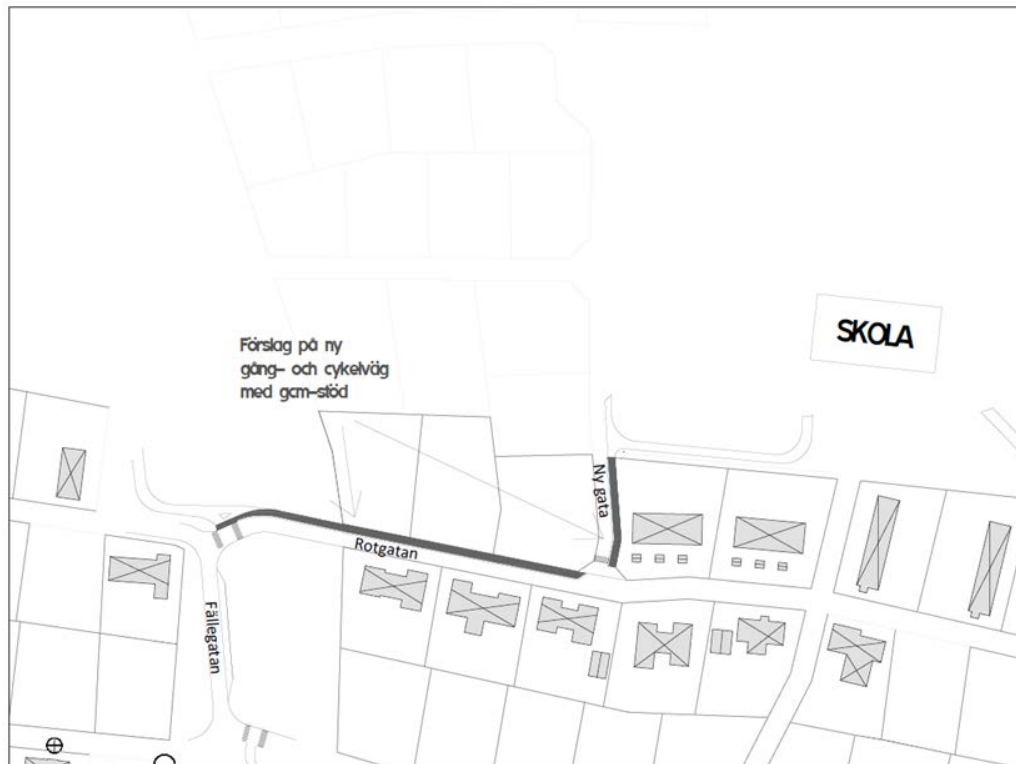 SKOLA
Förslag på ny
gång- och cykelväg
med gcm-stöd
Ny gata
Rotgatan
Fällegatan